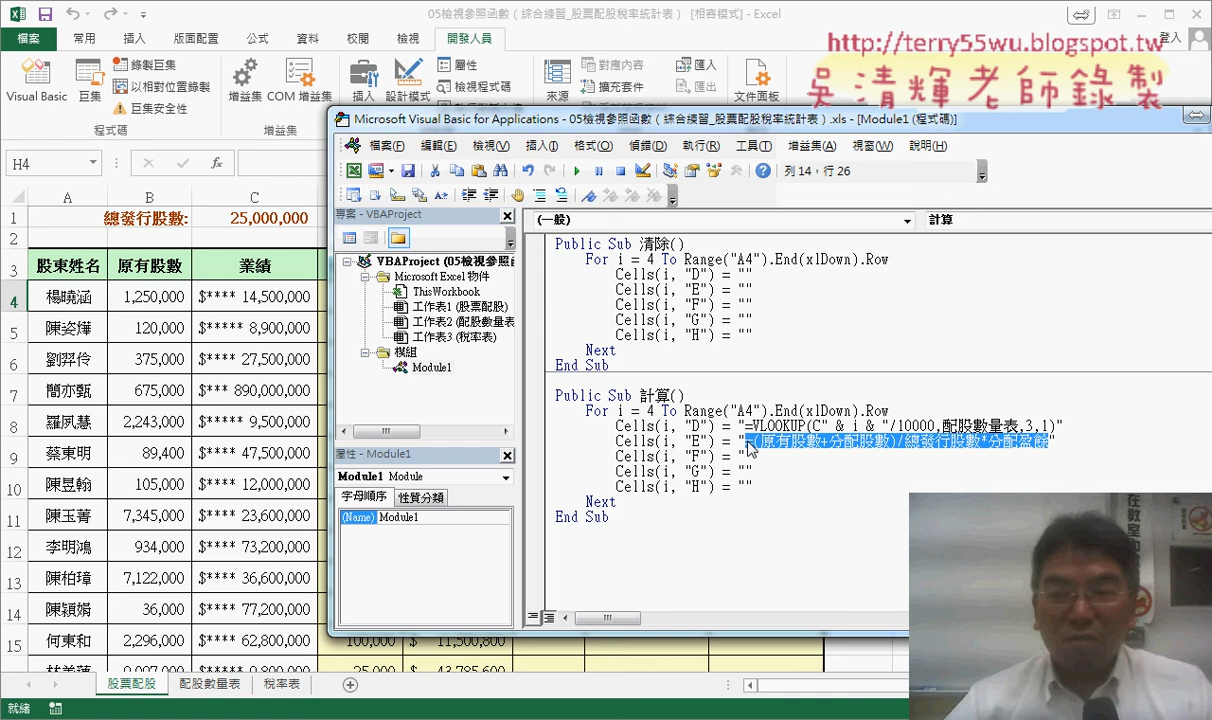 05檢視參照函數（綜合練習_股票配股稅率統計表） [相容模式] - Excel
檔案 常用 插入 版面配置 公式 資料 校閱 檢視 開發人員 登入
http://terry55wu.blogspot.tw
吳清輝老師錄製
Visual Basic 巨集 錄製巨集 以相對位置錄製 巨集安全性
增益集 COM 增益集 插入 設計模式 屬性 檢視程式碼
來源 對應內容 擴充套件 匯入 匯出 文件面板
程式碼 增益集
Microsoft Visual Basic for Applications - 05檢視參照函數（綜合練習_股票配股稅率統計表）.xls - [Module1 (程式碼)]
檔案(F) 編輯(E) 檢視(V) 插入(I) 格式(O) 偵錯(D) 執行(R) 工具(T) 增益集(A) 視窗(W) 說明(H)
H4 fx
列 14，行 26
A B C
1 總發行股數: 25,000,000
2
3 股東姓名 原有股數 業績
4 楊曉涵 1,250,000 $**** 14,500,000
5 陳姿燁 120,000 $***** 8,900,000
6 劉羿伶 375,000 $**** 27,500,000
7 簡亦甄 675,000 $*** 890,000,000
8 羅夙慧 2,243,000 $***** 9,500,000
9 蔡東明 89,400 $**** 47,500,000
10 陳昱翰 105,000 $**** 12,000,000
11 陳玉菁 7,345,000 $**** 23,600,000
12 李明鴻 934,000 $**** 73,200,000
13 陳柏璋 7,122,000 $**** 36,600,000
14 陳穎娟 36,000 $**** 77,200,000
15 何東和 2,296,000 $**** 62,800,000 100,000 $ 11,500,800
專案 - VBAProject
VBAProject (05檢視參照函
Microsoft Excel 物件
ThisWorkbook
工作表1 (股票配股)
工作表2 (配股數量表
工作表3 (稅率表)
模組
Module1
屬性 - Module1
Module1 Module
字母順序 性質分類
(Name) Module1
(一般) 計算
Public Sub 清除()
For i = 4 To Range("A4").End(xlDown).Row
Cells(i, "D") = ""
Cells(i, "E") = ""
Cells(i, "F") = ""
Cells(i, "G") = ""
Cells(i, "H") = ""
Next
End Sub
Public Sub 計算()
For i = 4 To Range("A4").End(xlDown).Row
Cells(i, "D") = "=VLOOKUP(C" & i & "/10000,配股數量表,3,1)"
Cells(i, "E") = "=(原有股數+分配股數)/總發行股數*分配盈餘"
Cells(i, "F") = ""
Cells(i, "G") = ""
Cells(i, "H") = ""
Next
End Sub
股票配股 配股數量表 稅率表
就緒